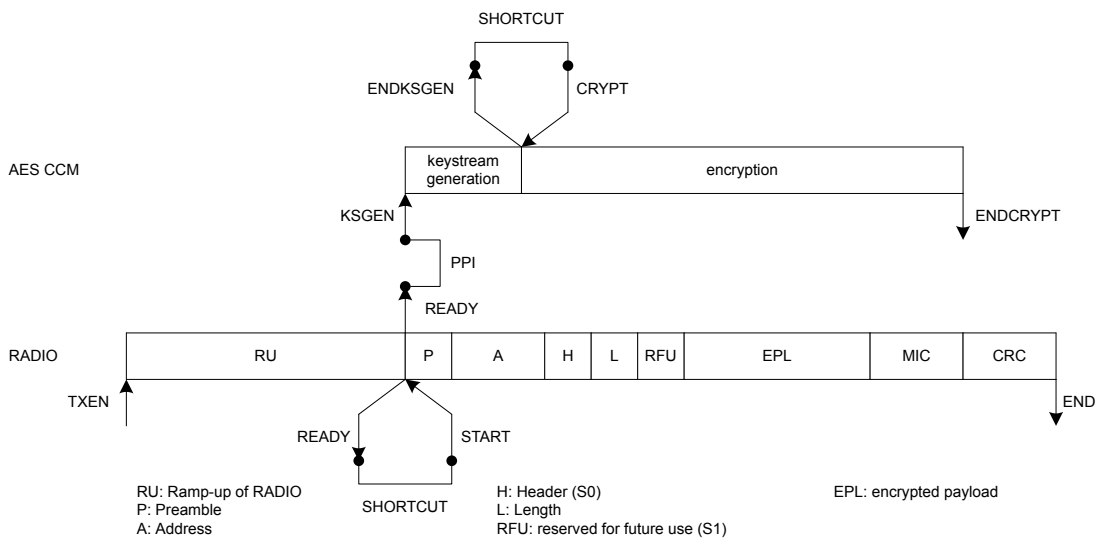 SHORTCUT
ENDKSGEN
CRYPT
AES CCM
keystream
generation
encryption
KSGEN
ENDCRYPT
PPI
READY
RADIO
RU
P
A
H
L
RFU
EPL
MIC
CRC
TXEN
END
READY
START
SHORTCUT
RU: Ramp-up of RADIO
P: Preamble
A: Address
H: Header (S0)
L: Length
RFU: reserved for future use (S1)
EPL: encrypted payload